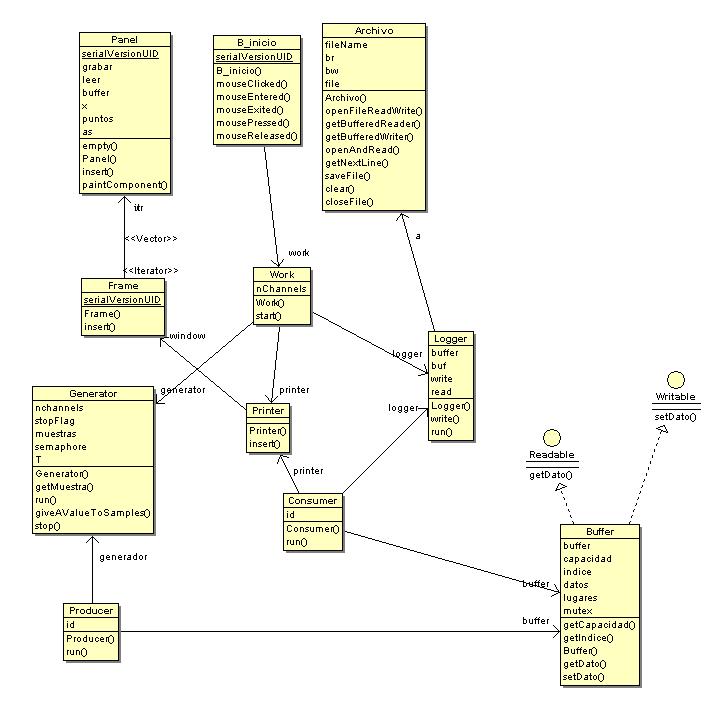 Panel
serialVersionUID
grabar
leer
buffer
x
puntos
as
empty()
Panel()
insert()
paintComponent()
B_inicio
serialVersionUID
B_inicio()
mouseClicked()
mouseEntered()
mouseExited()
mousePressed()
mouseReleased()
Archivo
fileName
br
bw
file
Archivo()
openFileReadWrite()
getBufferedReader()
getBufferedWriter()
openAndRead()
getNextLine()
saveFile()
clear()
closeFile()
itr
<<Vector>>
<<Iterator>>
work
a
Frame
serialVersionUID
Frame()
insert()
Work
nChannels
Work()
start()
window
generator
printer
logger
Logger
buffer
buf
write
read
Logger()
write()
run()
logger
Generator
nchannels
stopFlag
muestras
semaphore
T
Generator()
getMuestra()
run()
giveAValueToSamples()
stop()
Printer
Printer()
insert()
printer
Writable
setDato()
Readable
getDato()
Consumer
id
Consumer()
run()
generador
buffer
buffer
Buffer
buffer
capacidad
indice
datos
lugares
mutex
getCapacidad()
getIndice()
Buffer()
getDato()
setDato()
Producer
id
Producer()
run()